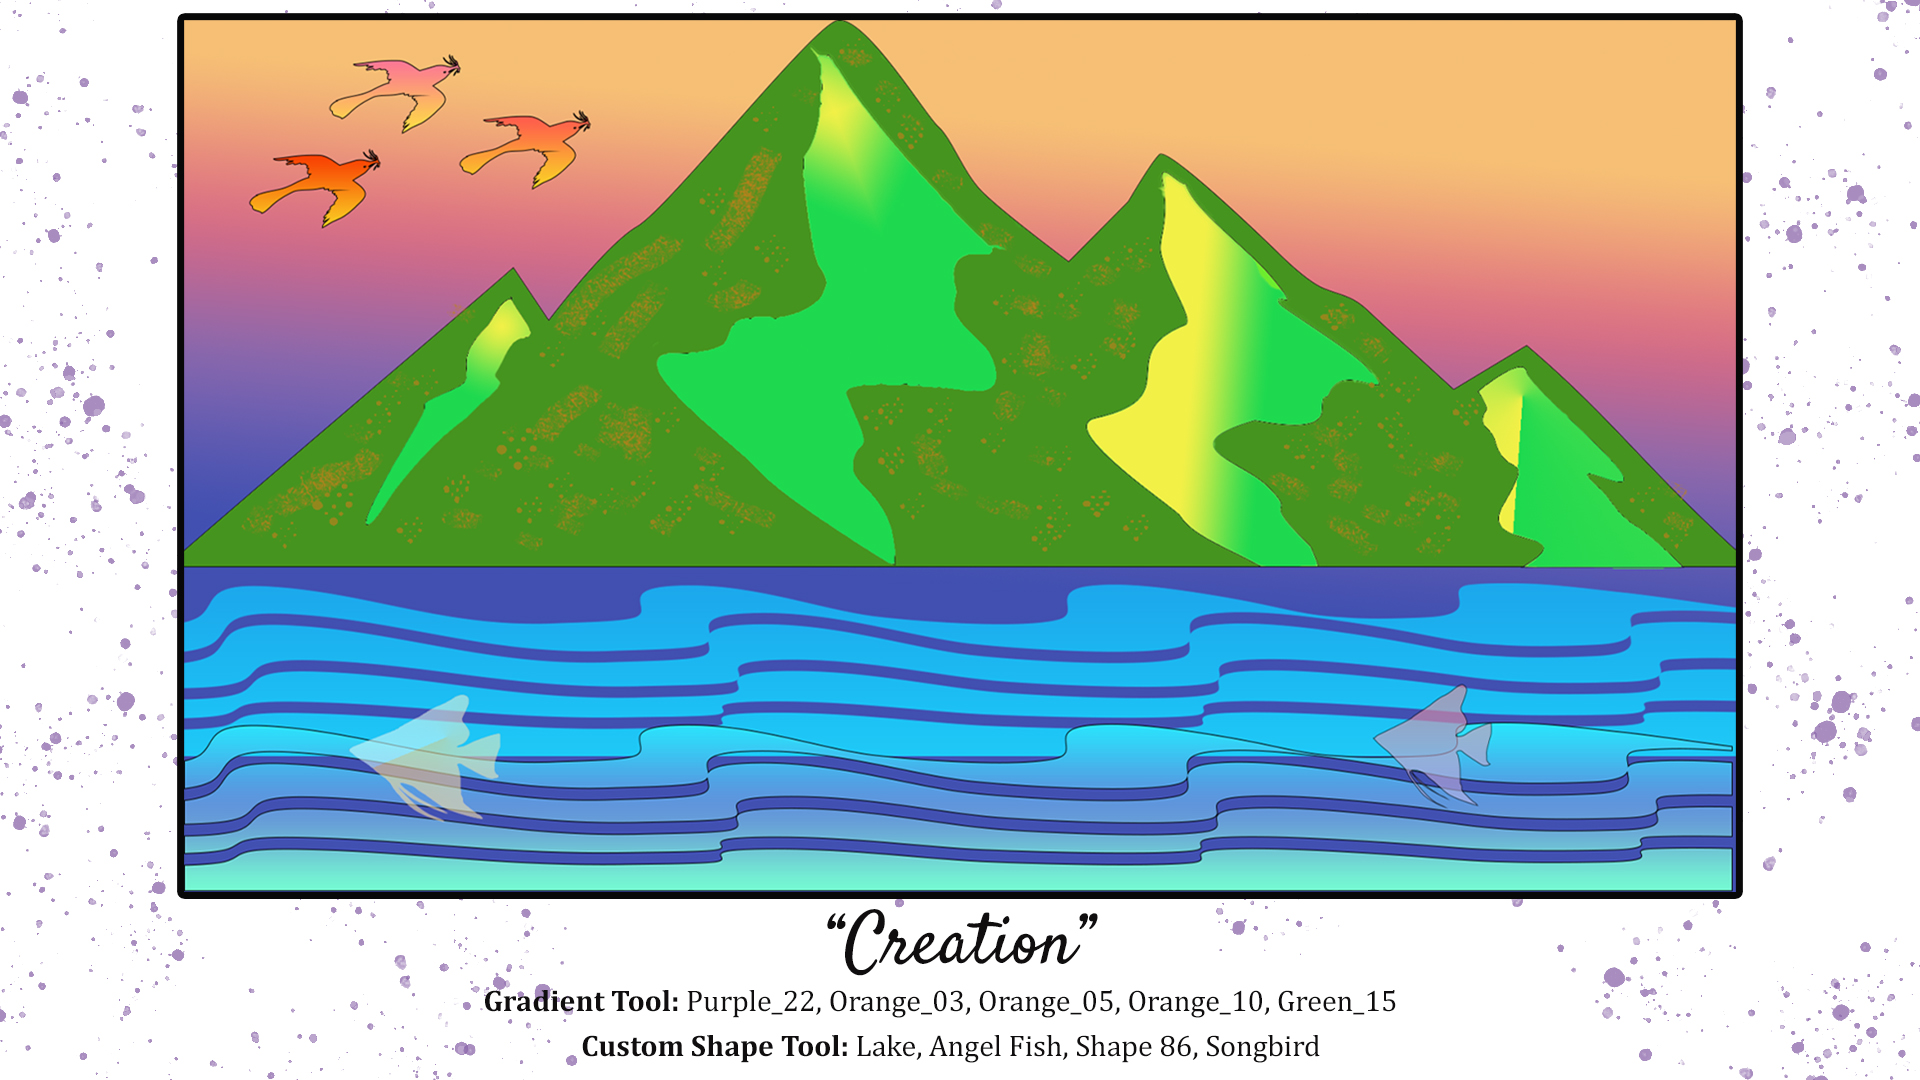 “Creation”
Gradient Tool: Purple_22, Orange_03, Orange_05, Orange_10, Green_15
Custom Shape Tool: Lake, Angel Fish, Shape 86, Songbird